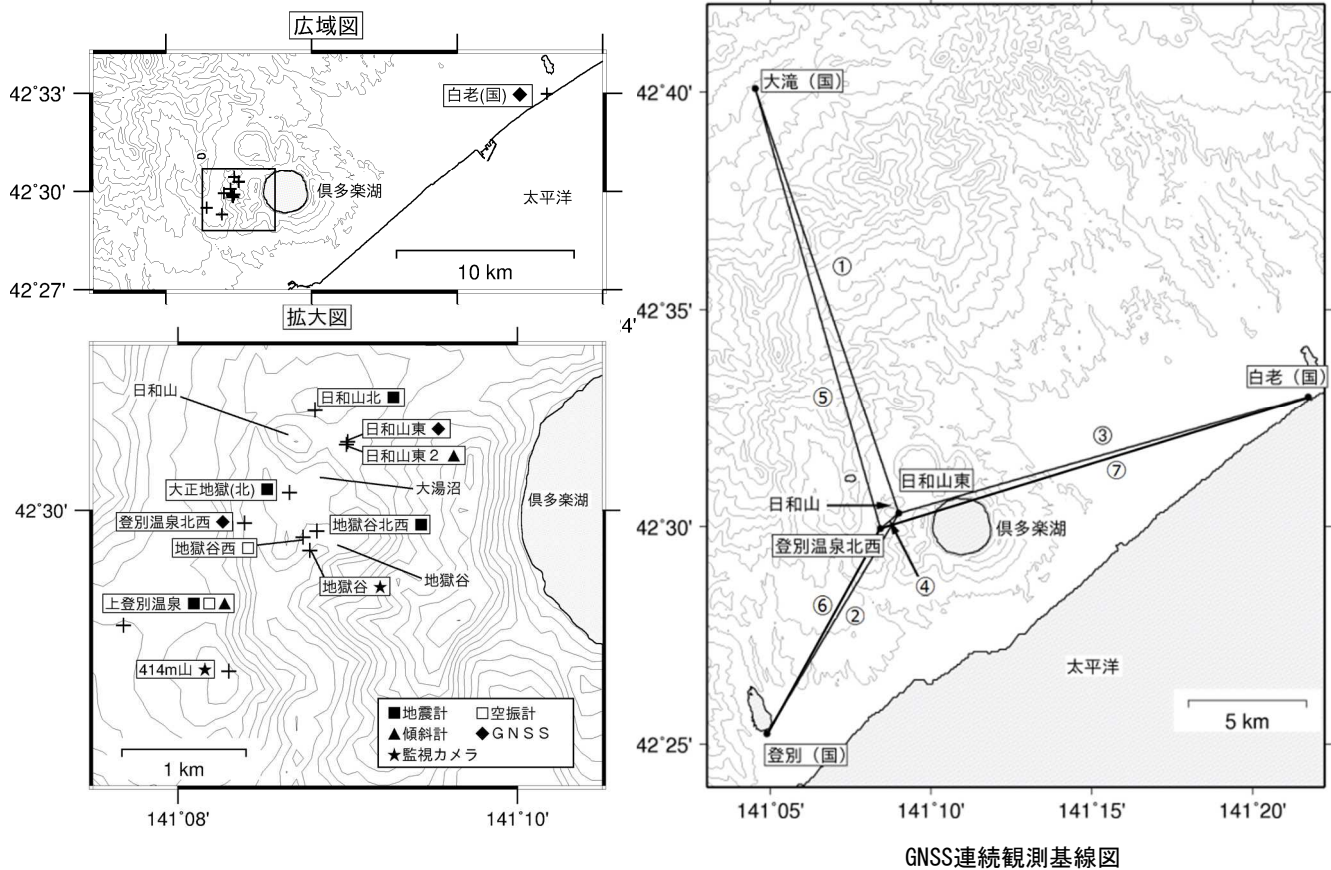 広域図
42°33'
42°30'
42°27'
白老(国)◆
倶多楽湖
太平洋
10 km
拡大図
4'
日和山
日和山北 ■
日和山東 ◆
日和山東2 ▲
大正地獄(北) ■
大湯沼
倶多楽湖
42°30'
登別温泉北西 ◆
地獄谷北西 ■
地獄谷西 □
地獄谷
地獄谷 ★
上登別温泉 ■□▲
414m山 ★
■地震計 □空振計
▲傾斜計 ◆GNSS
★監視カメラ
1 km
141°08'
141°10'
大滝(国)
42°40'
①
42°35'
白老(国)
⑤
③
⑦
日和山東
日和山
42°30'
倶多楽湖
登別温泉北西
④
⑥
②
太平洋
5 km
42°25'
登別(国)
141°05'
141°10'
141°15'
141°20'
GNSS連続観測基線図